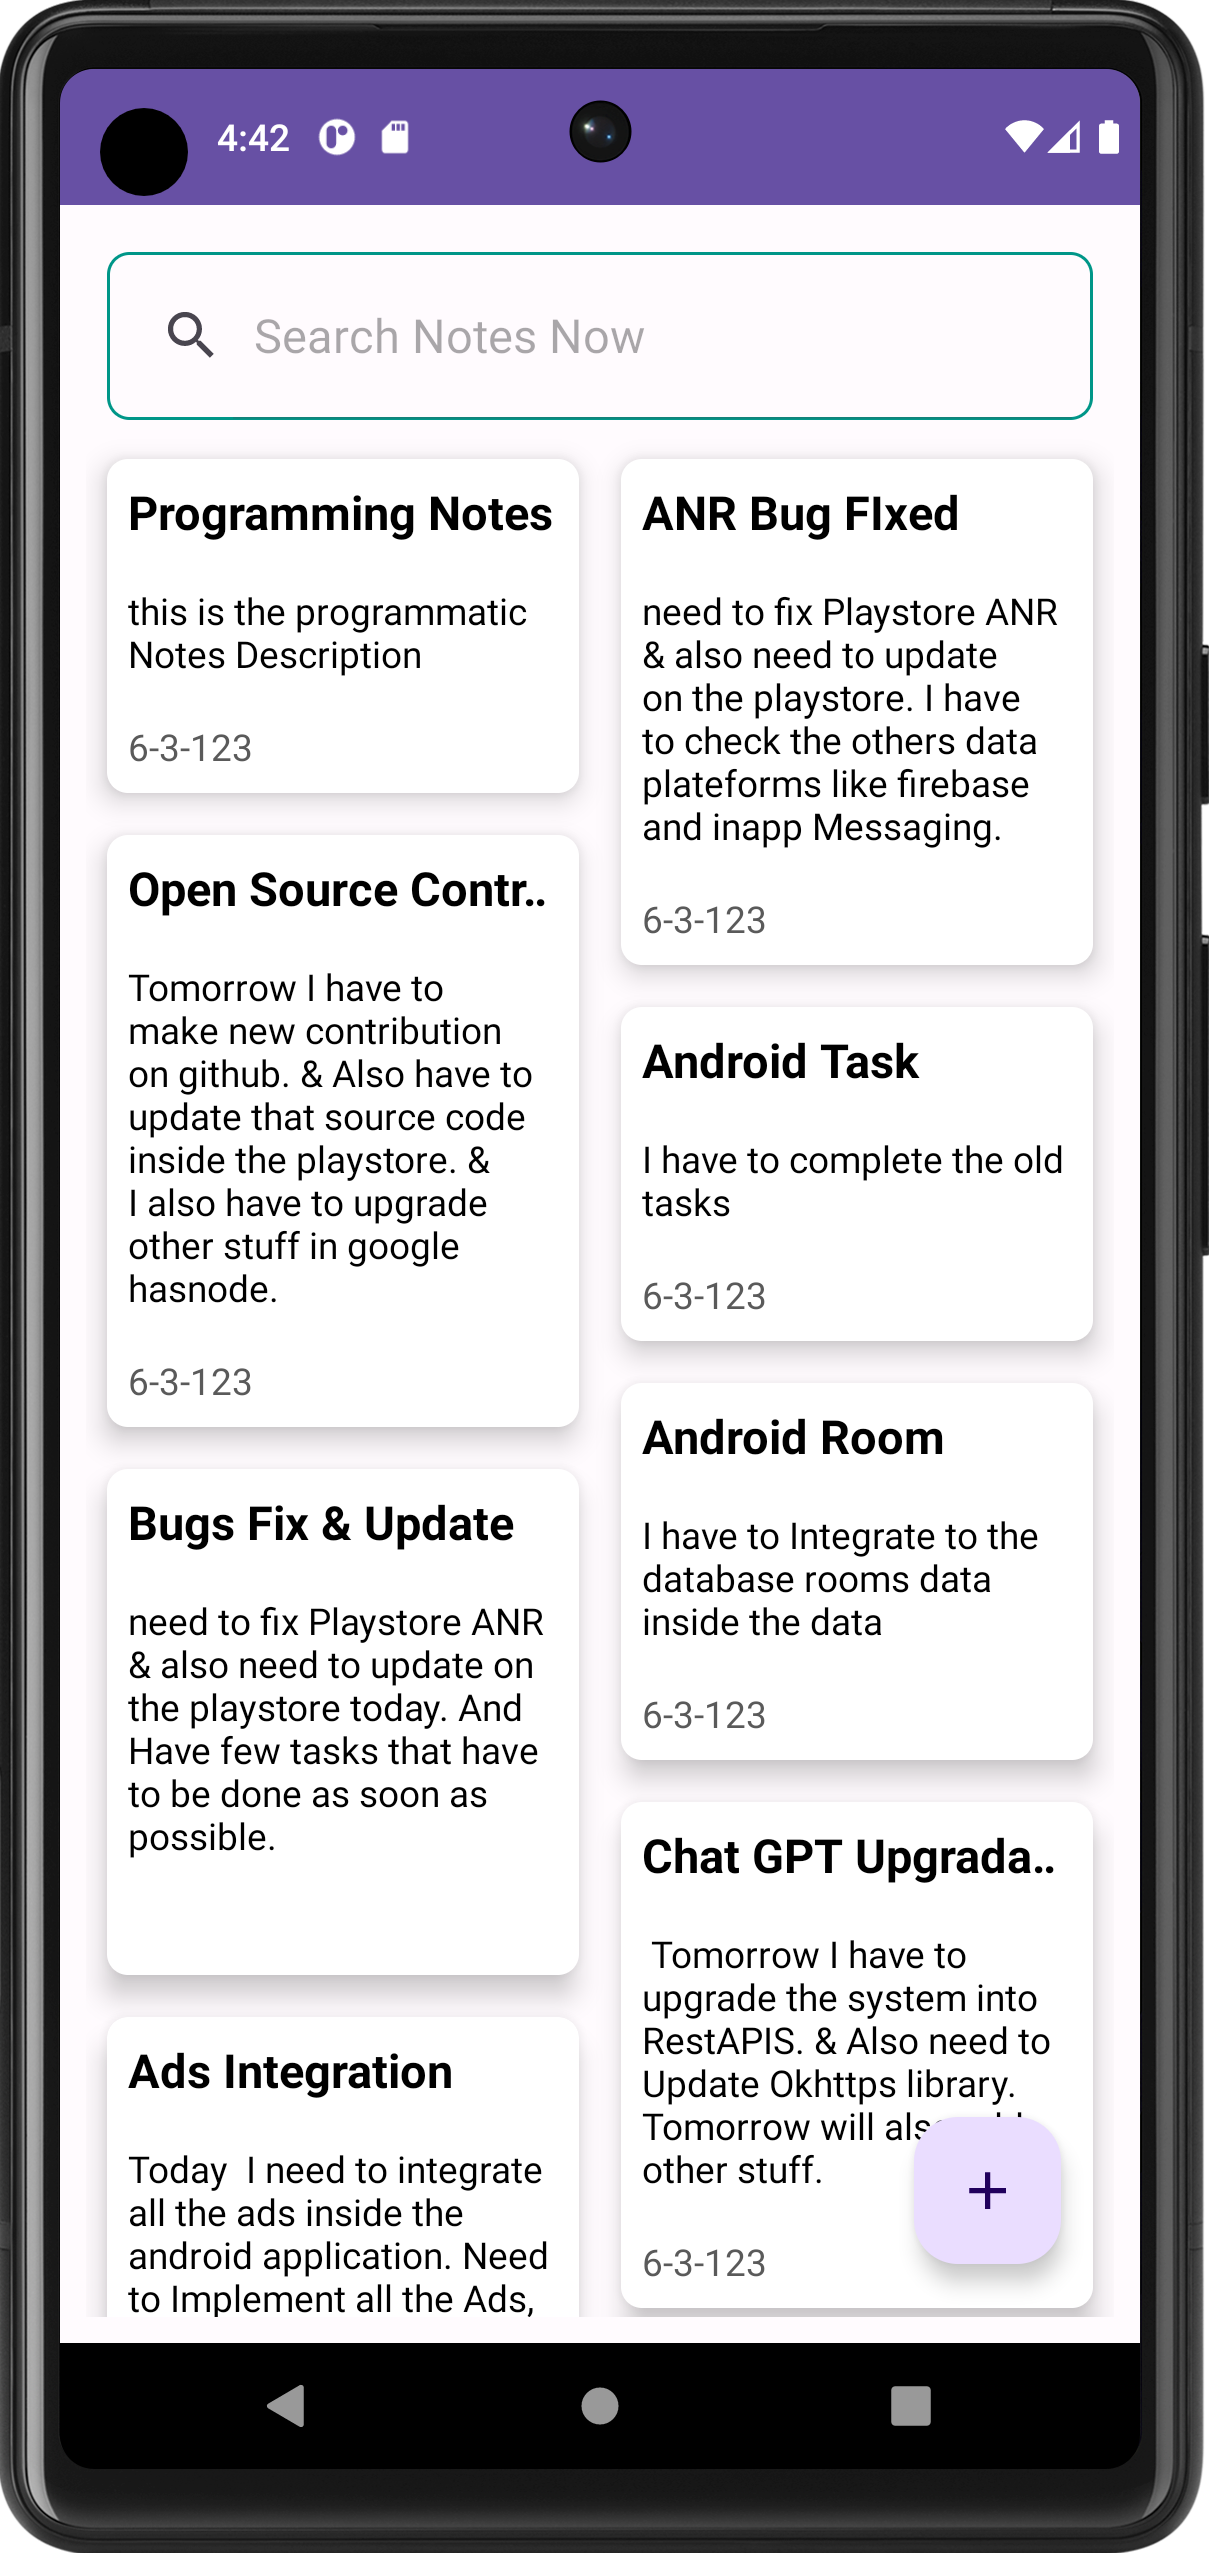 4:42
Search Notes Now
Programming Notes
this is the programmatic
Notes Description
6-3-123
Open Source Contr..
Tomorrow I have to
make new contribution
on github. & Also have to
update that source code
inside the playstore. &
I also have to upgrade
other stuff in google
hasnode.
6-3-123
Bugs Fix & Update
need to fix Playstore ANR
& also need to update on
the playstore today. And
Have few tasks that have
to be done as soon as
possible.
Ads Integration
Today  I need to integrate
all the ads inside the
android application. Need
to Implement all the Ads,
ANR Bug FIxed
need to fix Playstore ANR
& also need to update
on the playstore. I have
to check the others data
plateforms like firebase
and inapp Messaging.
6-3-123
Android Task
I have to complete the old
tasks
6-3-123
Android Room
I have to Integrate to the
database rooms data
inside the data
6-3-123
Chat GPT Upgrada..
Tomorrow I have to
upgrade the system into
RestAPIS. & Also need to
Update Okhttps library.
Tomorrow will
other stuff.
6-3-123